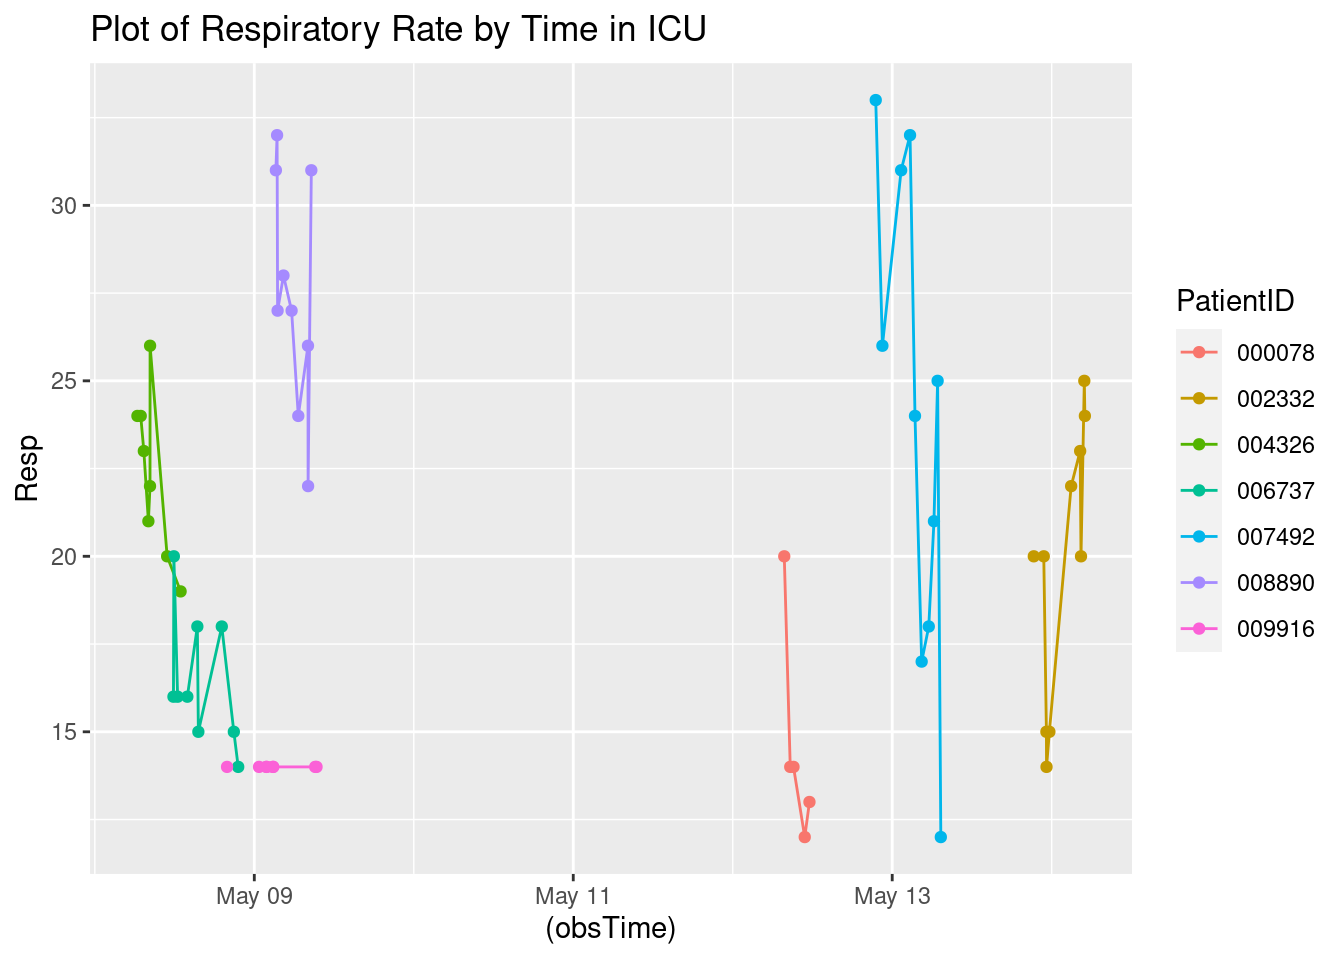 Plot of Respiratory Rate by Time in ICU
30
25
20
15
Resp
May 09
May 11
May 13
(obsTime)
PatientID
000078
002332
004326
006737
007492
008890
009916